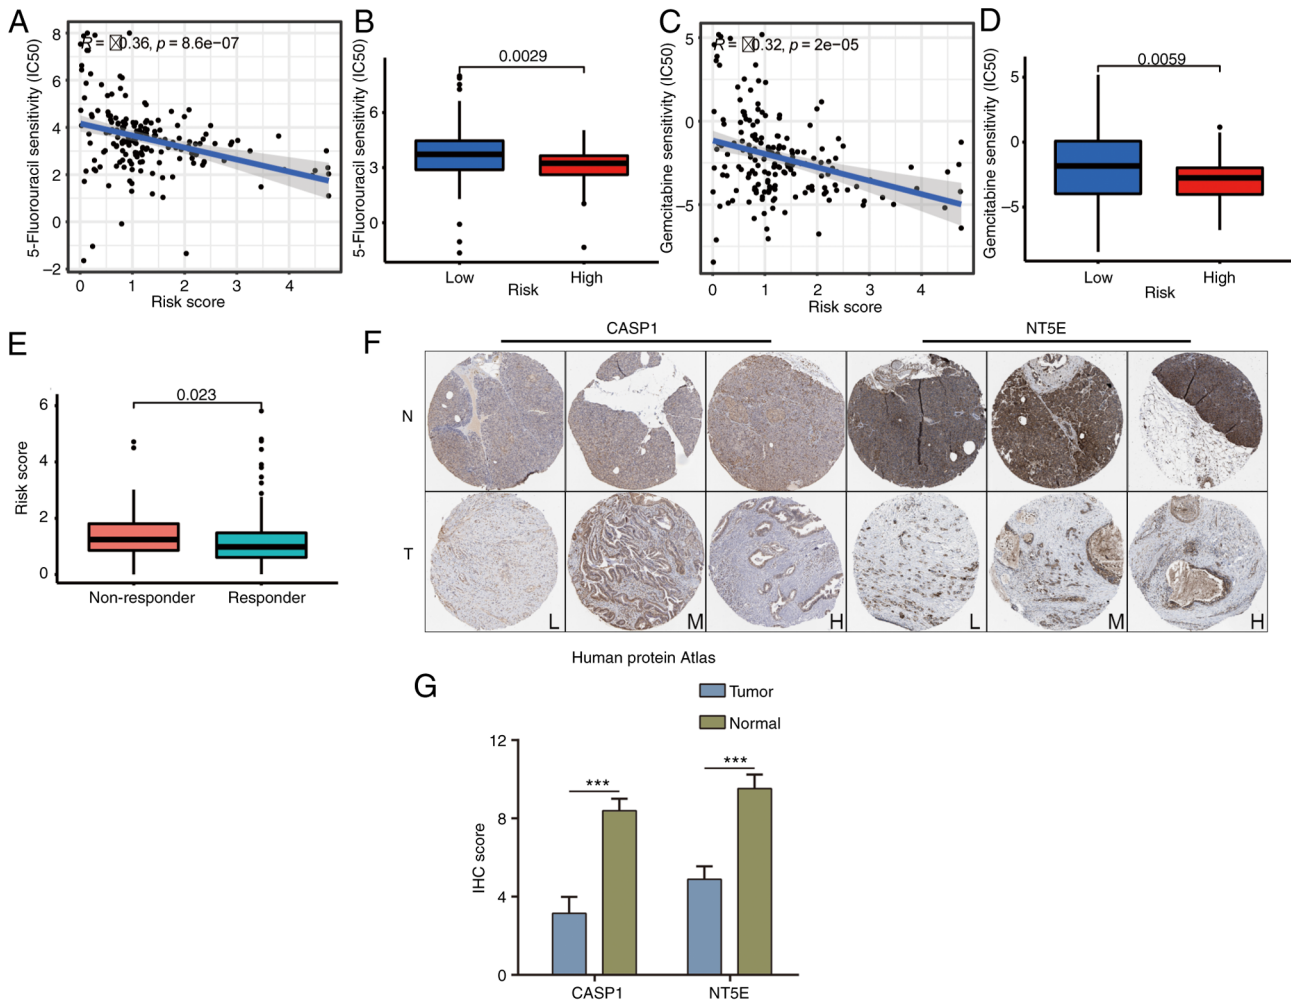 A
5-Fluorouracil sensitivity (IC50)
8
6
4
2
0
−2
R = 0.36, p = 8.6e−07
0 1 2 3 4
Risk score
B
5-Fluorouracil sensitivity (IC50)
6
3
0
0.0029
Low High
Risk
C
Gemcitabine sensitivity (IC50)
5
0
−5
R = 0.32, p = 2e−05
0 1 2 3 4
Risk score
D
Gemcitabine sensitivity (IC50)
5
0
−5
0.0059
Low High
Risk
E
Risk score
6
4
2
0
0.023
Non-responder Responder
F
CASP1 NT5E
N
T
L M H L M H
Human protein Atlas
G
Tumor
Normal
IHC score
12
8
4
0
*** ***
CASP1 NT5E